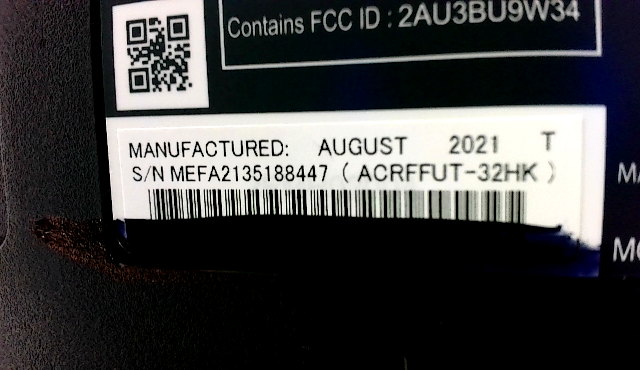 Contains FCC ID : 2AU3BU9W34
MANUFACTURED: AUGUST 2021 T
S/N MEFA2135188447 ( ACRFFUT-32HK )